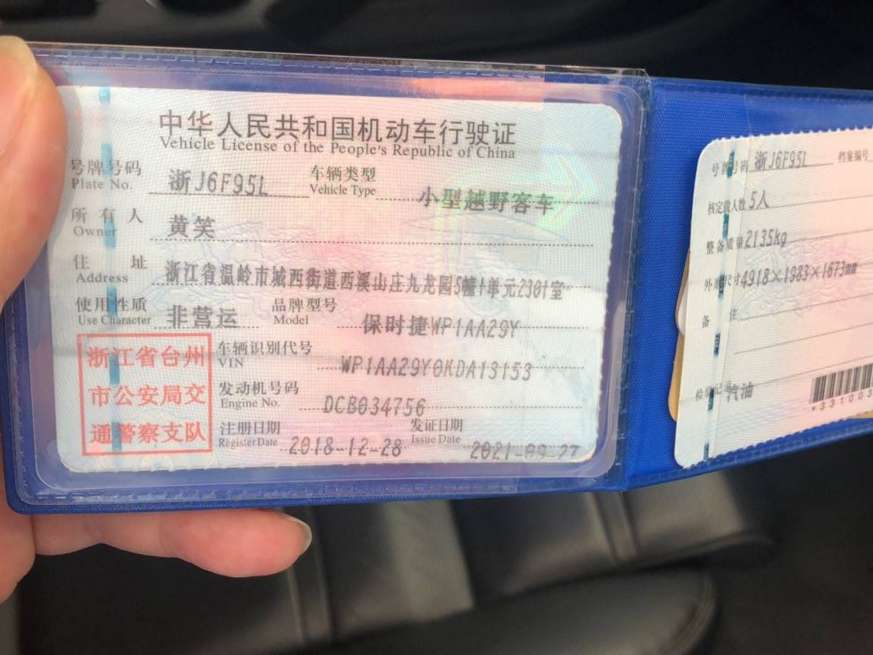 中华人民共和国机动车行驶证
Vehicle License of the People's Republic of China
号牌号码 浙J6F95L 车辆类型 小型越野客车
Plate No. Vehicle Type
所有人 黄笑
Owner
住址 浙江省温岭市城西街道西溪山庄九龙园5幢1单元2301室
Address
使用性质 非营运 品牌型号 保时捷WP1AA29Y
Use Character Model
浙江省台州
市公安局交
通警察支队
车辆识别代号 WP1AA29Y0KDA13153
VIN
发动机号码 DCB034756
Engine No.
注册日期 2018-12-28 发证日期 2021-09-27
Register Date Issue Date
号牌号码 浙J6F95L 档案编号
核定载人数 5人
整备质量 2135kg
外廓尺寸 4918×1983×1673mm
备注
检验记录 汽油
*331003